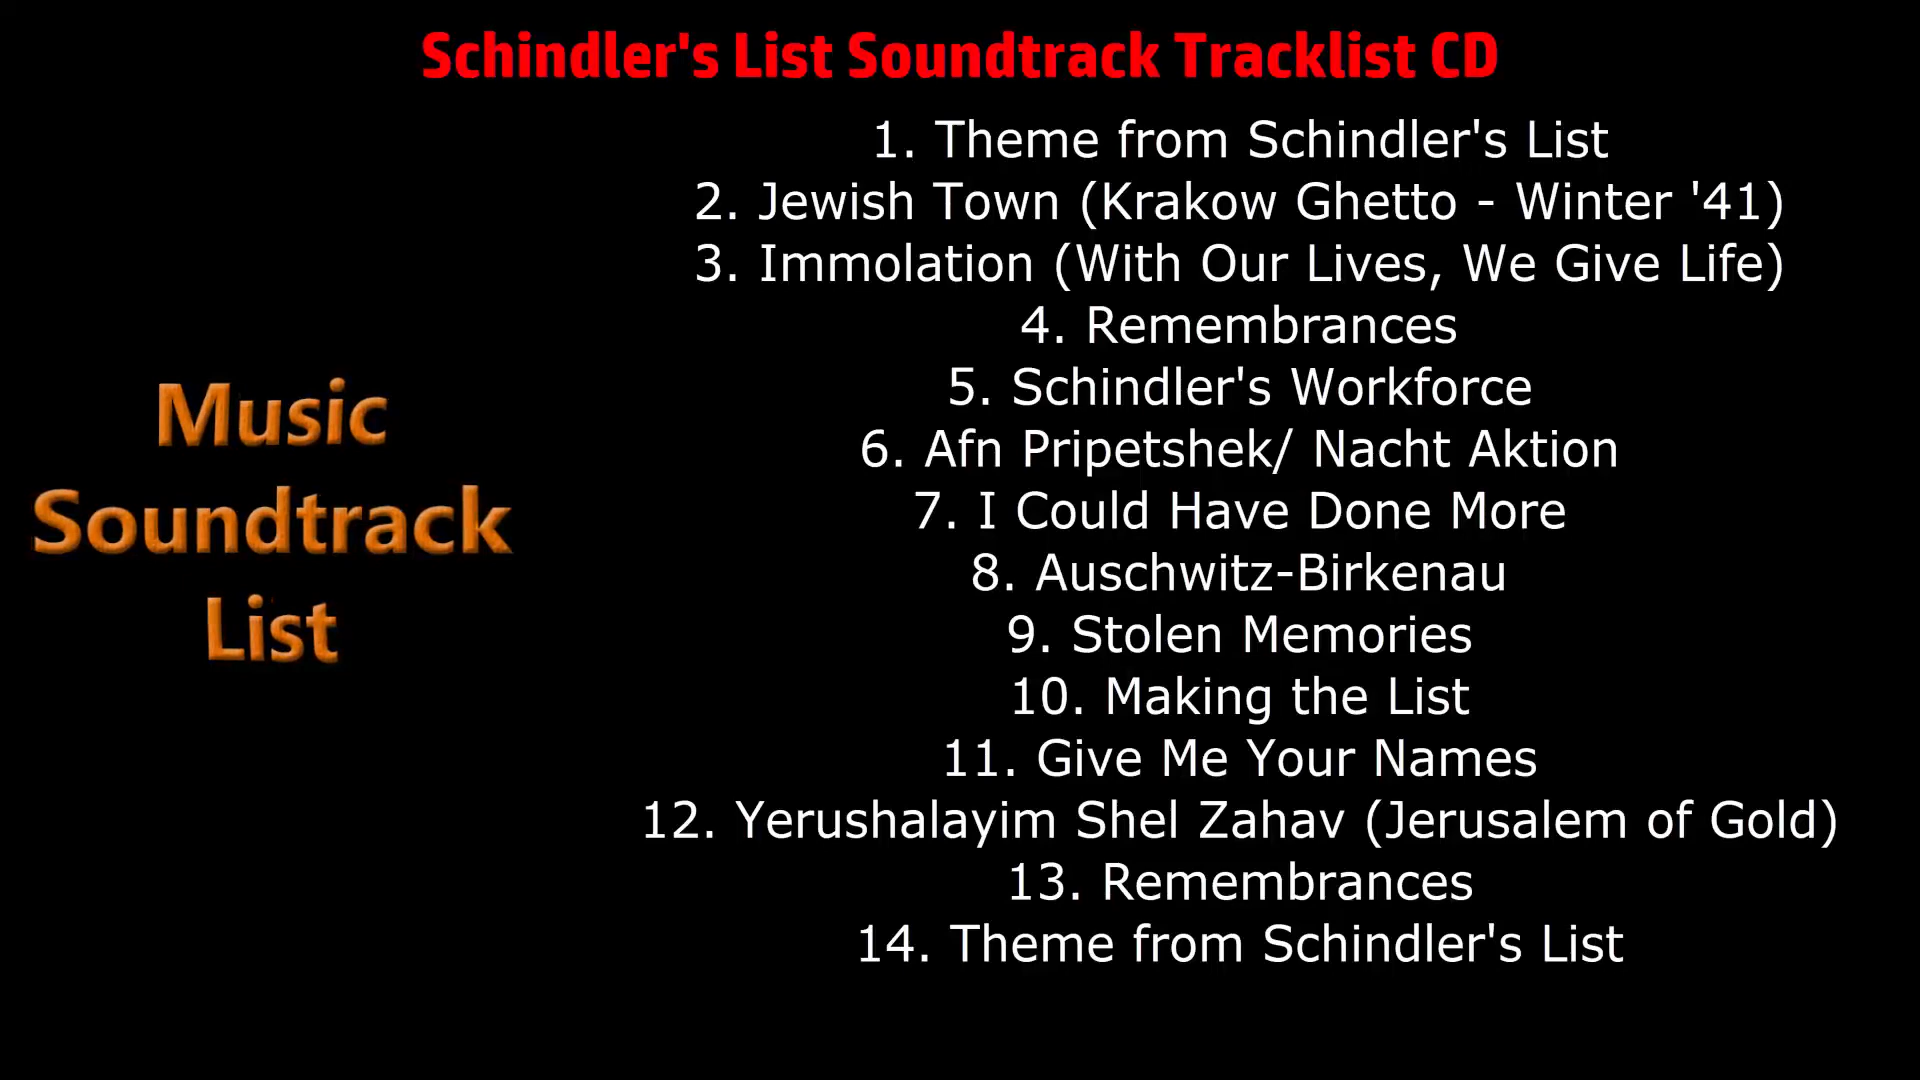 Schindler's List Soundtrack Tracklist CD
1. Theme from Schindler's List
2. Jewish Town (Krakow Ghetto - Winter '41)
3. Immolation (With Our Lives, We Give Life)
4. Remembrances
5. Schindler's Workforce
6. Afn Pripetshek/ Nacht Aktion
7. I Could Have Done More
8. Auschwitz-Birkenau
9. Stolen Memories
10. Making the List
11. Give Me Your Names
12. Yerushalayim Shel Zahav (Jerusalem of Gold)
13. Remembrances
14. Theme from Schindler's List
Music
Soundtrack
List